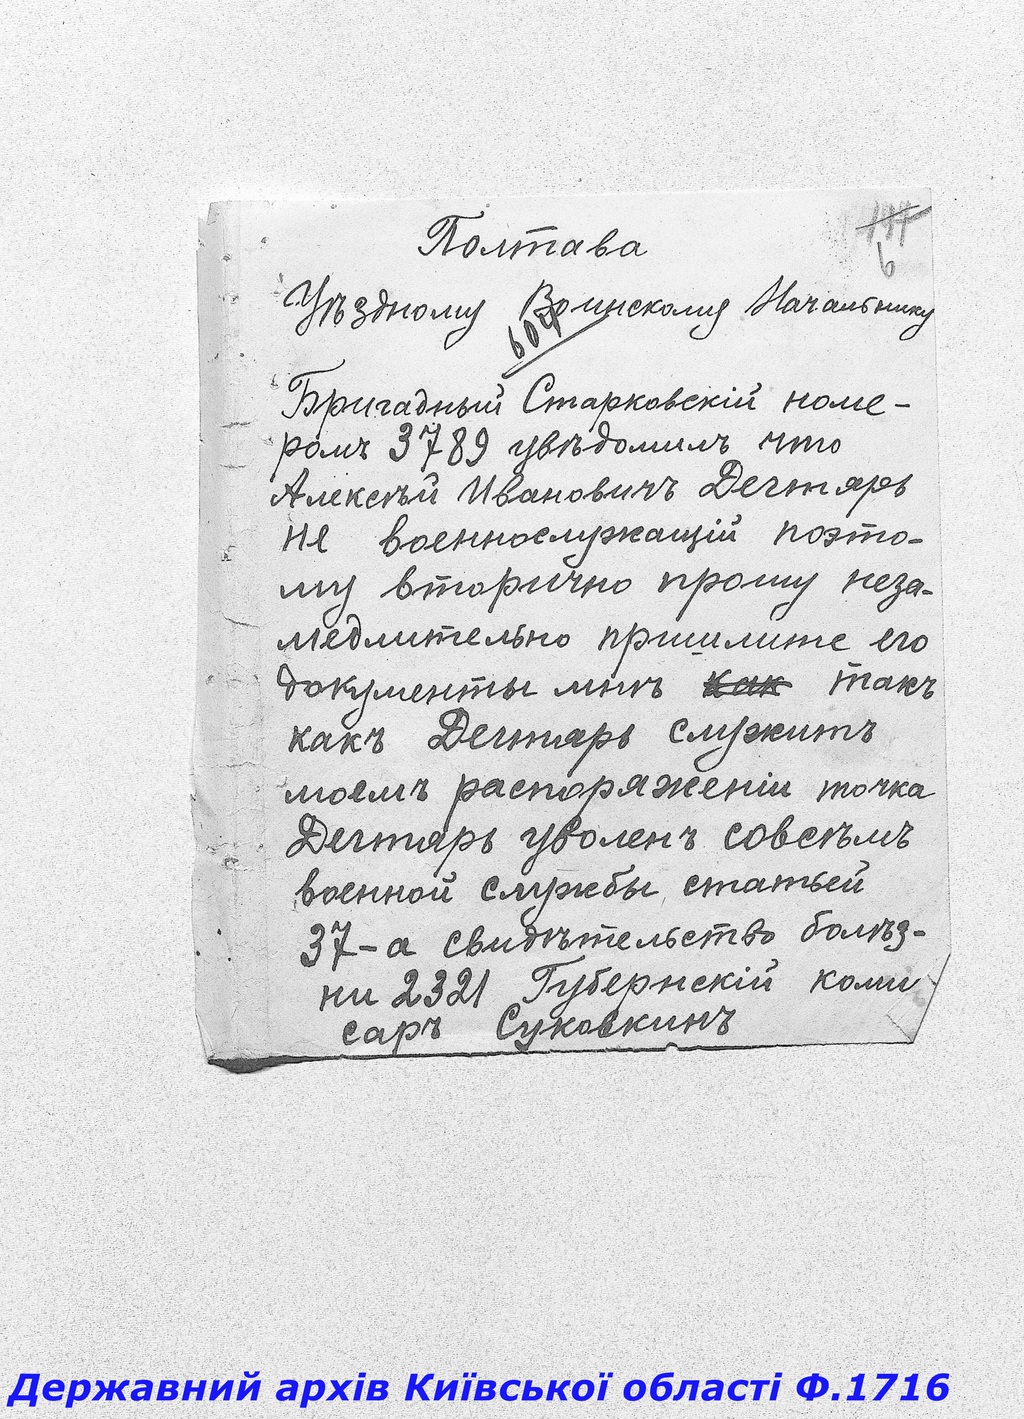 6
Полтава
Уѣздному Воинскому Начальнику
604
Бригадный Старковскій номе-
ромъ 3789 увѣдомилъ что
Алексѣй Ивановичъ Дегтярь
не военнослужащій поэто-
му вторично прошу неза-
медлительно пришлите его
документы мнѣ как такъ
какъ Дегтярь служитъ
моемъ распоряженіи точка
Дегтярь уволенъ совсѣмъ
военной службы статьей
37-а свидѣтельство болѣз-
ни 2321 Губернскій коми
саръ Суковкинъ
Державний архів Київської області Ф.1716